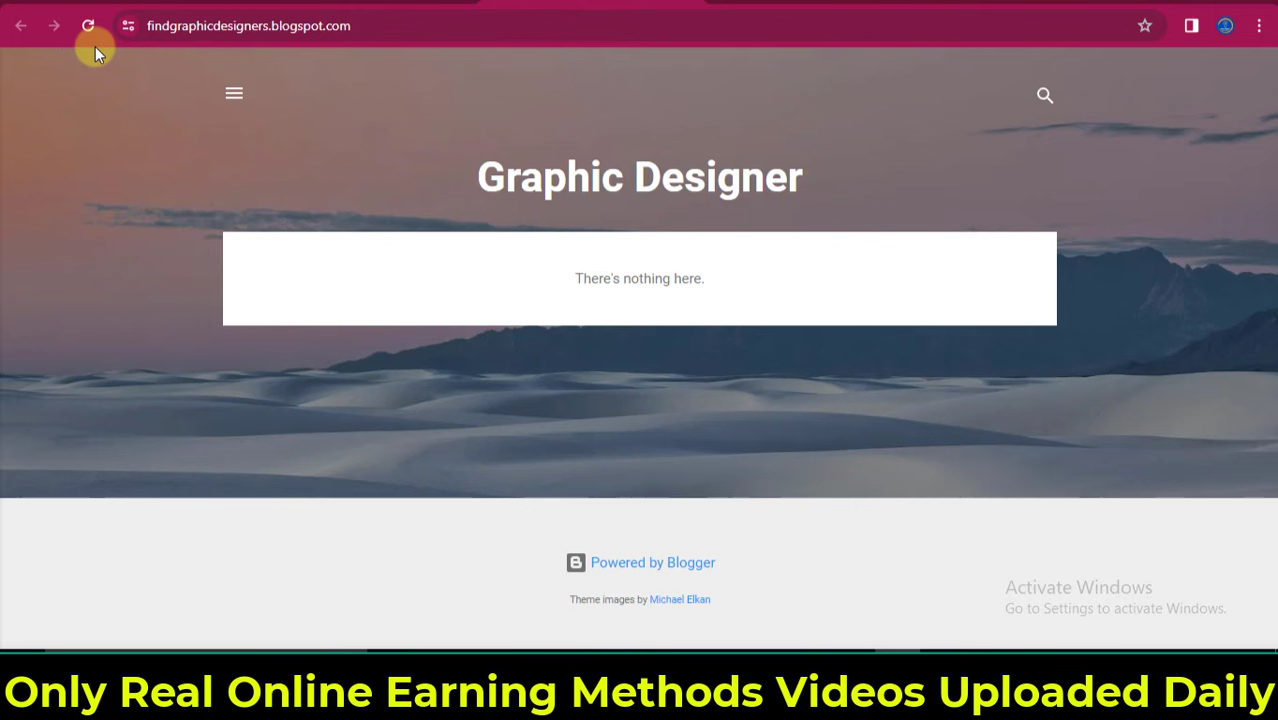 findgraphicdesigners.blogspot.com
Graphic Designer
There's nothing here.
Powered by Blogger
Theme images by Michael Elkan
Activate Windows
Go to Settings to activate Windows.
Only Real Online Earning Methods Videos Uploaded Daily